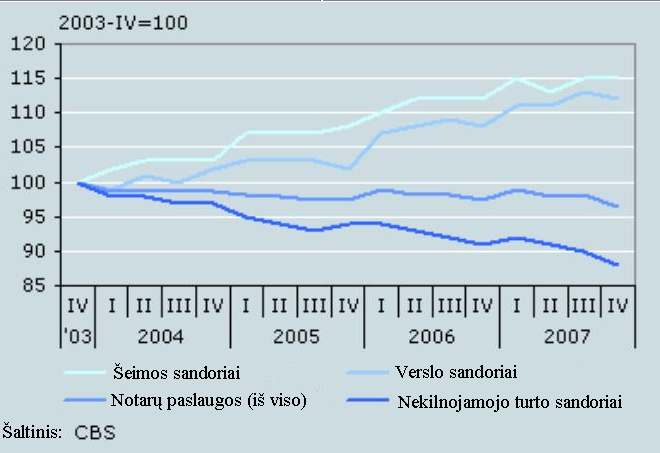 2003-IV=100
120
115
110
105
100
95
90
85
IV I II III IV I II III IV I II III IV I II III IV
'03 2004 2005 2006 2007
Šeimos sandoriai Verslo sandoriai
Notarų paslaugos (iš viso) Nekilnojamojo turto sandoriai
Šaltinis: CBS